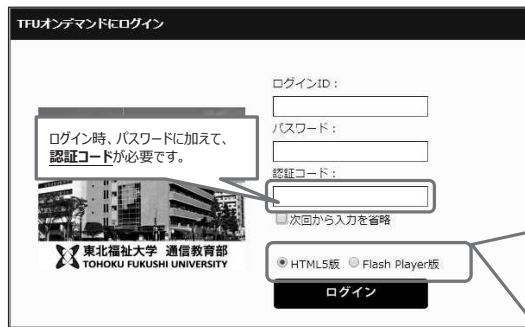 TFUオンデマンドにログイン
ログインID：
パスワード：
ログイン時、パスワードに加えて、
認証コードが必要です。
認証コード：
次回から入力を省略
東北福祉大学 通信教育部
TOHOKU FUKUSHI UNIVERSITY
HTML5版 Flash Player版
ログイン